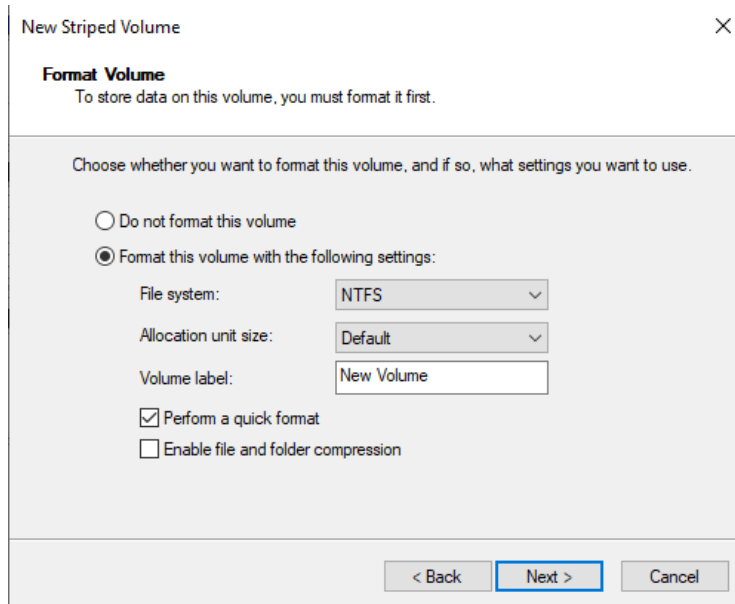 New Striped Volume
Format Volume
To store data on this volume, you must format it first.
Choose whether you want to format this volume, and if so, what settings you want to use.
Do not format this volume
Format this volume with the following settings:
File system: NTFS
Allocation unit size: Default
Volume label: New Volume
Perform a quick format
Enable file and folder compression
< Back Next > Cancel